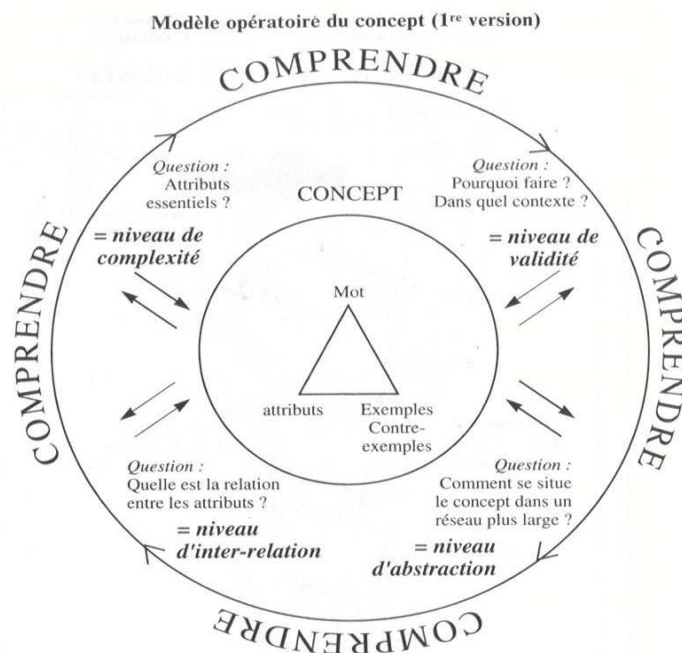 Modèle opératoire du concept (1re version)
COMPRENDRE
Question :
Attributs
essentiels ?
= niveau de
complexité
CONCEPT
Question :
Pourquoi faire ?
Dans quel contexte ?
= niveau de
validité
COMPRENDRE
COMPRENDRE
Mot
attributs
Exemples
Contre-
exemples
Question :
Quelle est la relation
entre les attributs ?
= niveau
d'inter-relation
Question :
Comment se situe
le concept dans un
réseau plus large ?
= niveau
d'abstraction
COMPRENDRE